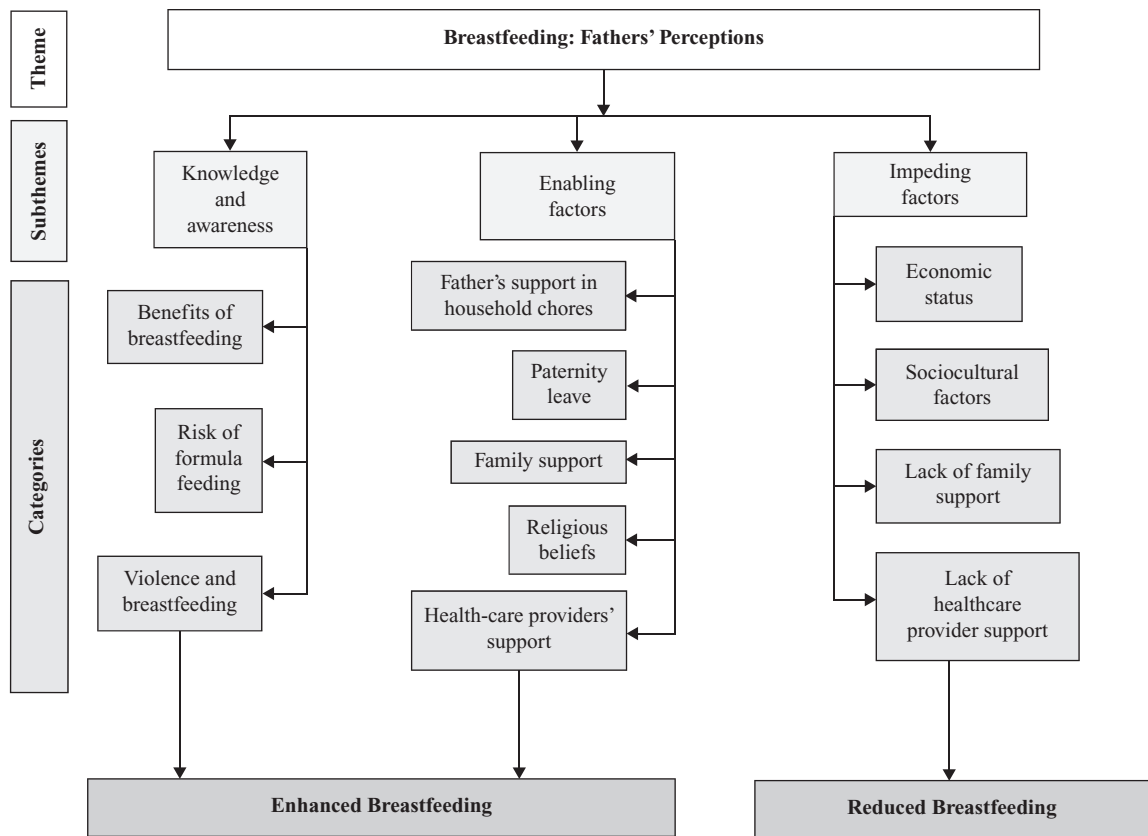 Theme
Breastfeeding: Fathers’ Perceptions
Subthemes
Knowledge
and
awareness
Enabling
factors
Impeding
factors
Categories
Benefits of
breastfeeding
Risk of
formula
feeding
Violence and
breastfeeding
Father’s support in
household chores
Paternity
leave
Family support
Religious
beliefs
Health-care providers’
support
Economic
status
Sociocultural
factors
Lack of family
support
Lack of
healthcare
provider support
Enhanced Breastfeeding
Reduced Breastfeeding